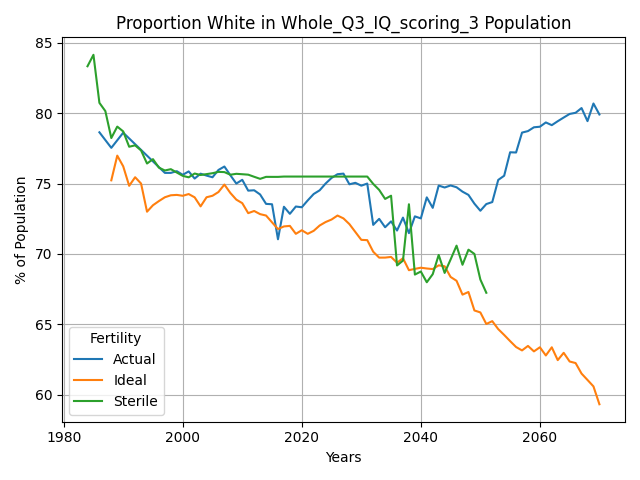 Proportion White in Whole_Q3_IQ_scoring_3 Population
% of Population
85
80
75
70
65
60
Fertility
Actual
Ideal
Sterile
1980 2000 2020 2040 2060
Years